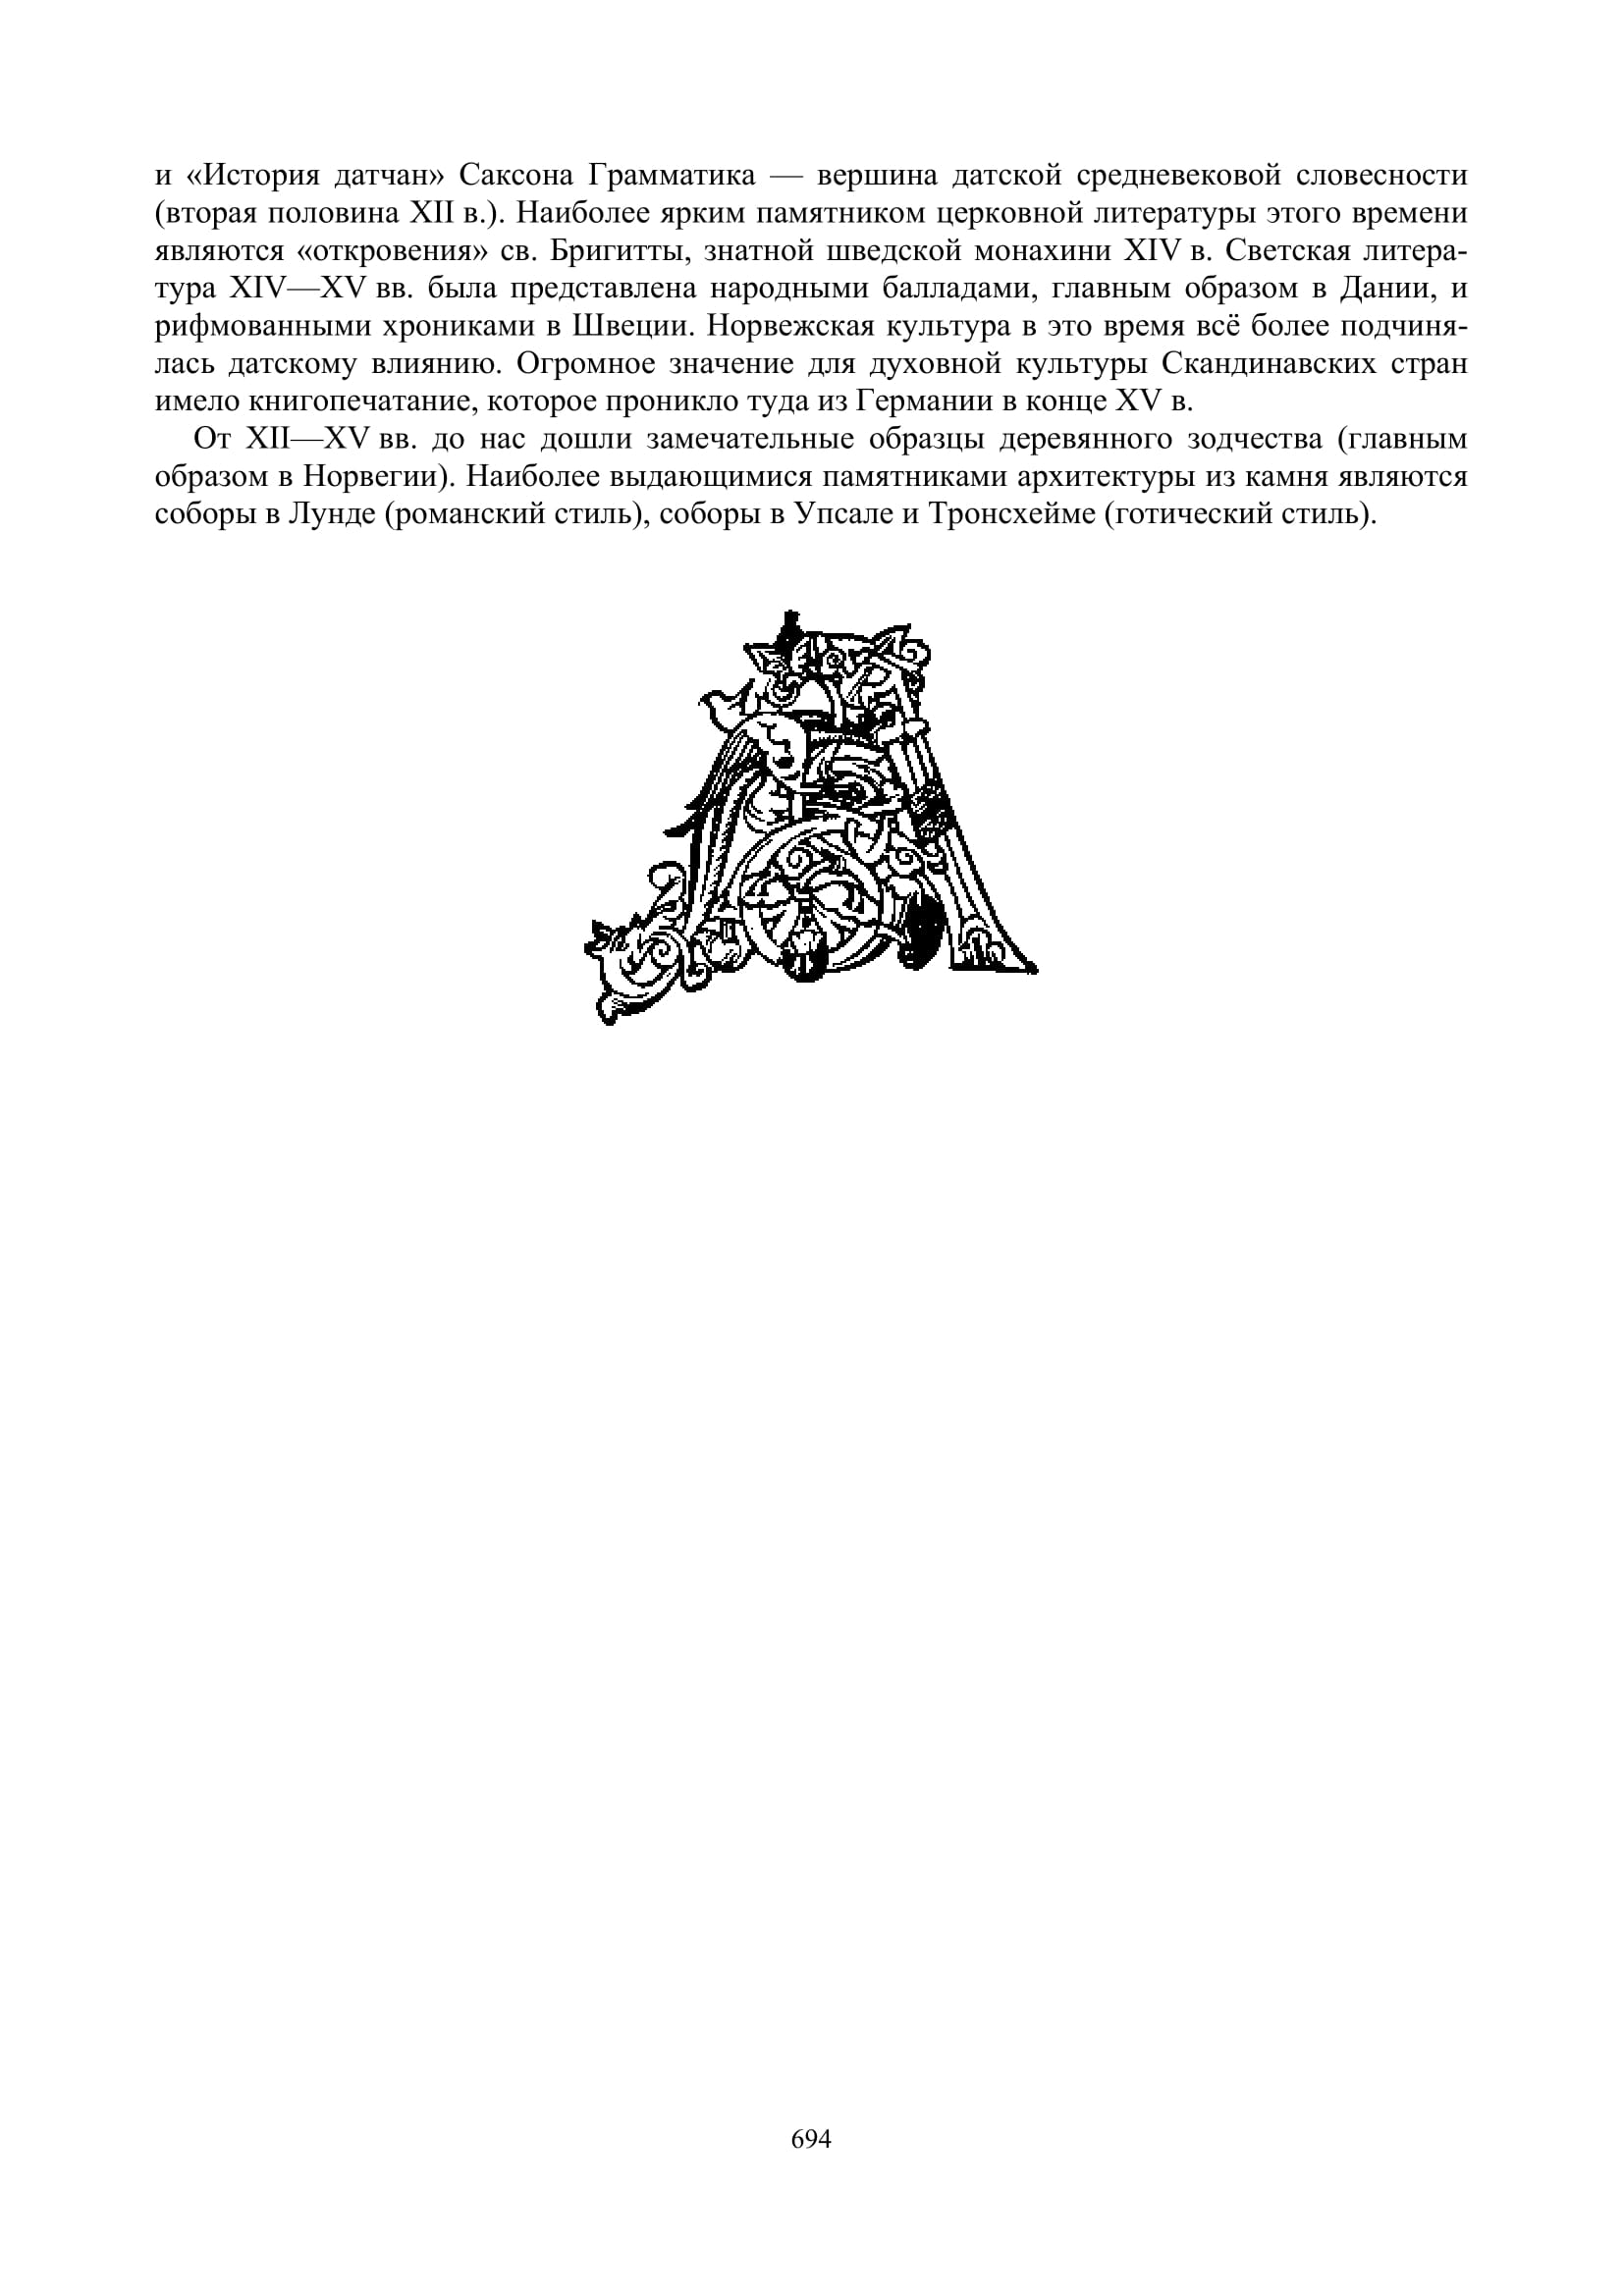 и «История датчан» Саксона Грамматика — вершина датской средневековой словесности
(вторая половина XII в.). Наиболее ярким памятником церковной литературы этого времени
являются «откровения» св. Бригитты, знатной шведской монахини XIV в. Светская литера-
тура XIV—XV вв. была представлена народными балладами, главным образом в Дании, и
рифмованными хрониками в Швеции. Норвежская культура в это время всё более подчиня-
лась датскому влиянию. Огромное значение для духовной культуры Скандинавских стран
имело книгопечатание, которое проникло туда из Германии в конце XV в.
От XII—XV вв. до нас дошли замечательные образцы деревянного зодчества (главным
образом в Норвегии). Наиболее выдающимися памятниками архитектуры из камня являются
соборы в Лунде (романский стиль), соборы в Упсале и Тронсхейме (готический стиль).
694